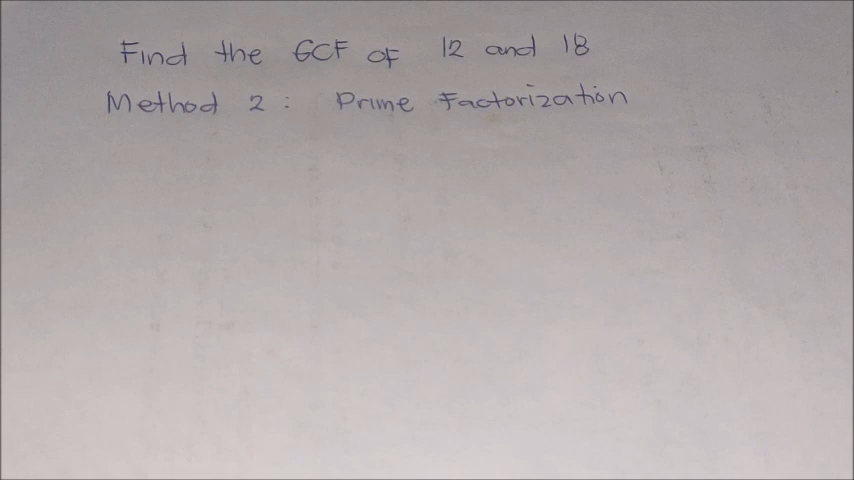 Find the GCF of 12 and 18
Method 2: Prime Factorization